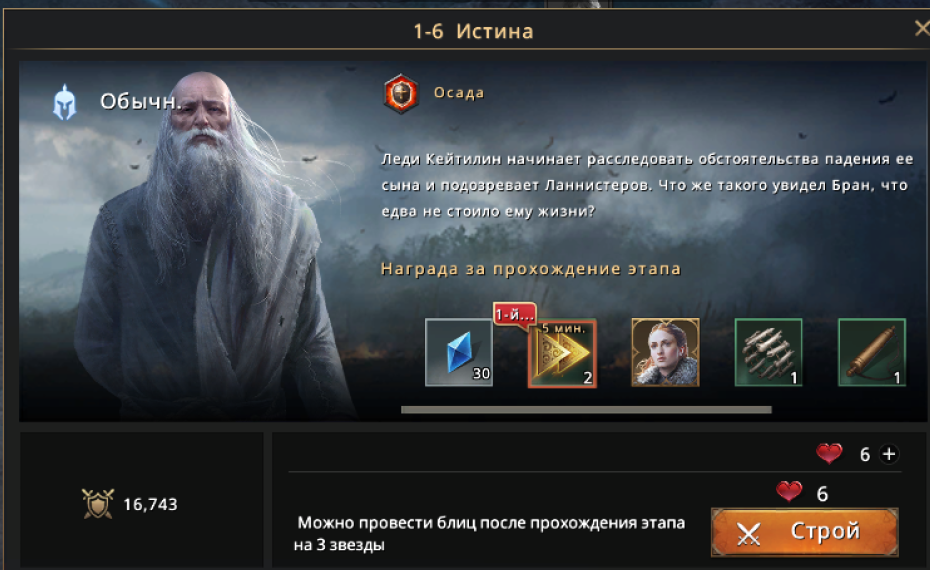 1-6 Истина
Обычн.
Осада
Леди Кейтилин начинает расследовать обстоятельства падения ее
сына и подозревает Ланнистеров. Что же такого увидел Бран, что
едва не стоило ему жизни?
Награда за прохождение этапа
1-й...
5 мин.
30
2
1
1
6
16,743
6
Можно провести блиц после прохождения этапа
на 3 звезды
Строй